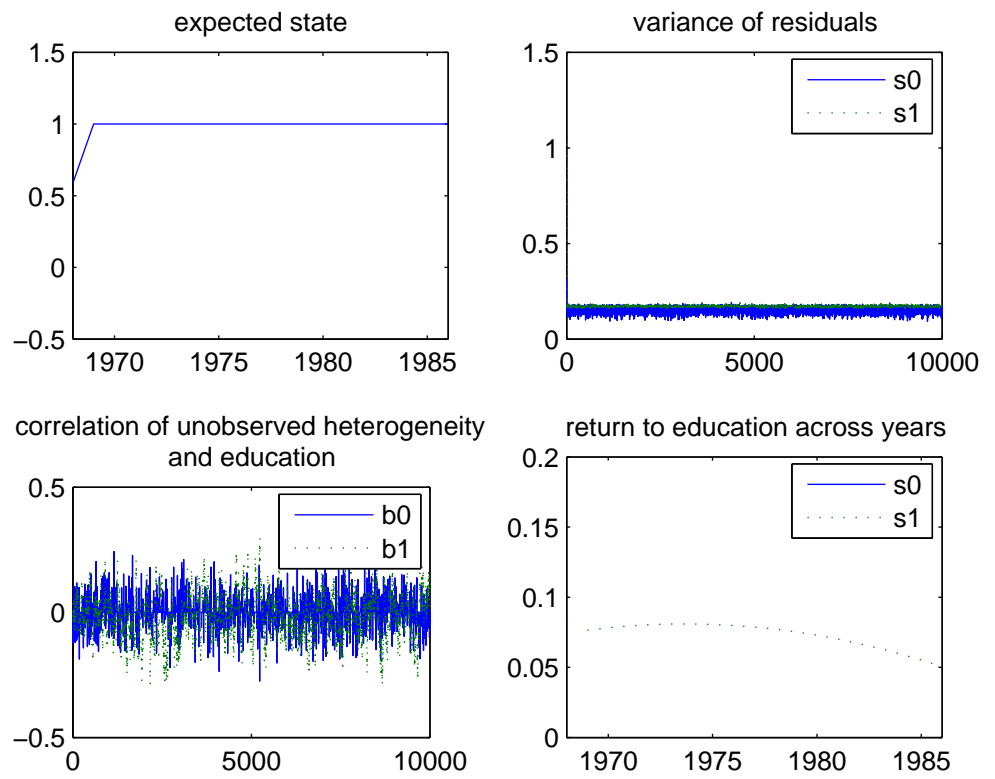 expected state
1.5
1
0.5
0
−0.5
1970 1975 1980 1985
variance of residuals
1.5
1
0.5
0
s0
s1
0 5000 10000
correlation of unobserved heterogeneity
and education
0.5
0
−0.5
b0
b1
0 5000 10000
return to education across years
0.2
0.15
0.1
0.05
0
s0
s1
1970 1975 1980 1985